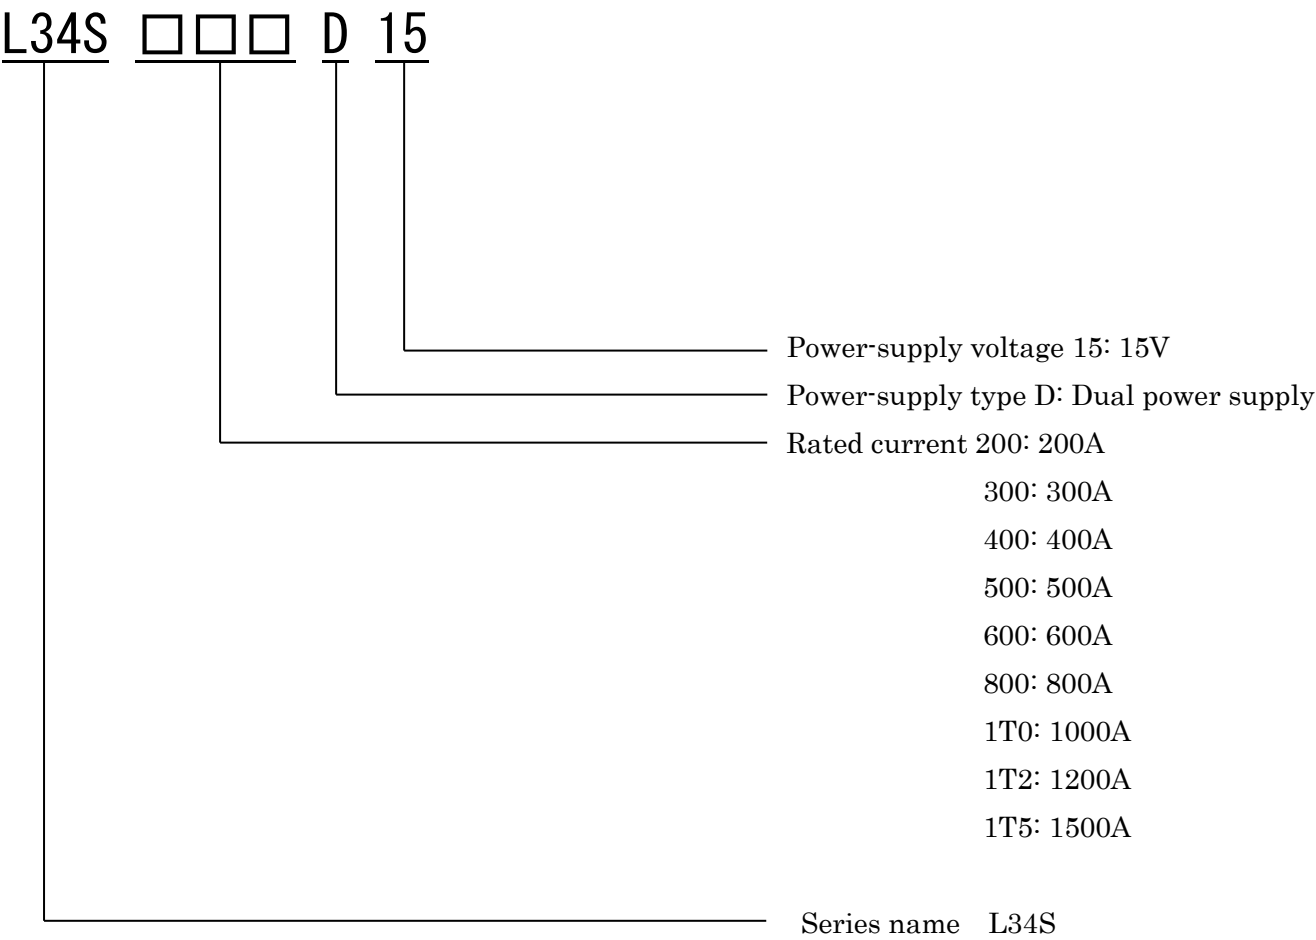 L34S □□□ D 15
Power-supply voltage 15: 15V
Power-supply type D: Dual power supply
Rated current 200: 200A
300: 300A
400: 400A
500: 500A
600: 600A
800: 800A
1T0: 1000A
1T2: 1200A
1T5: 1500A
Series name L34S